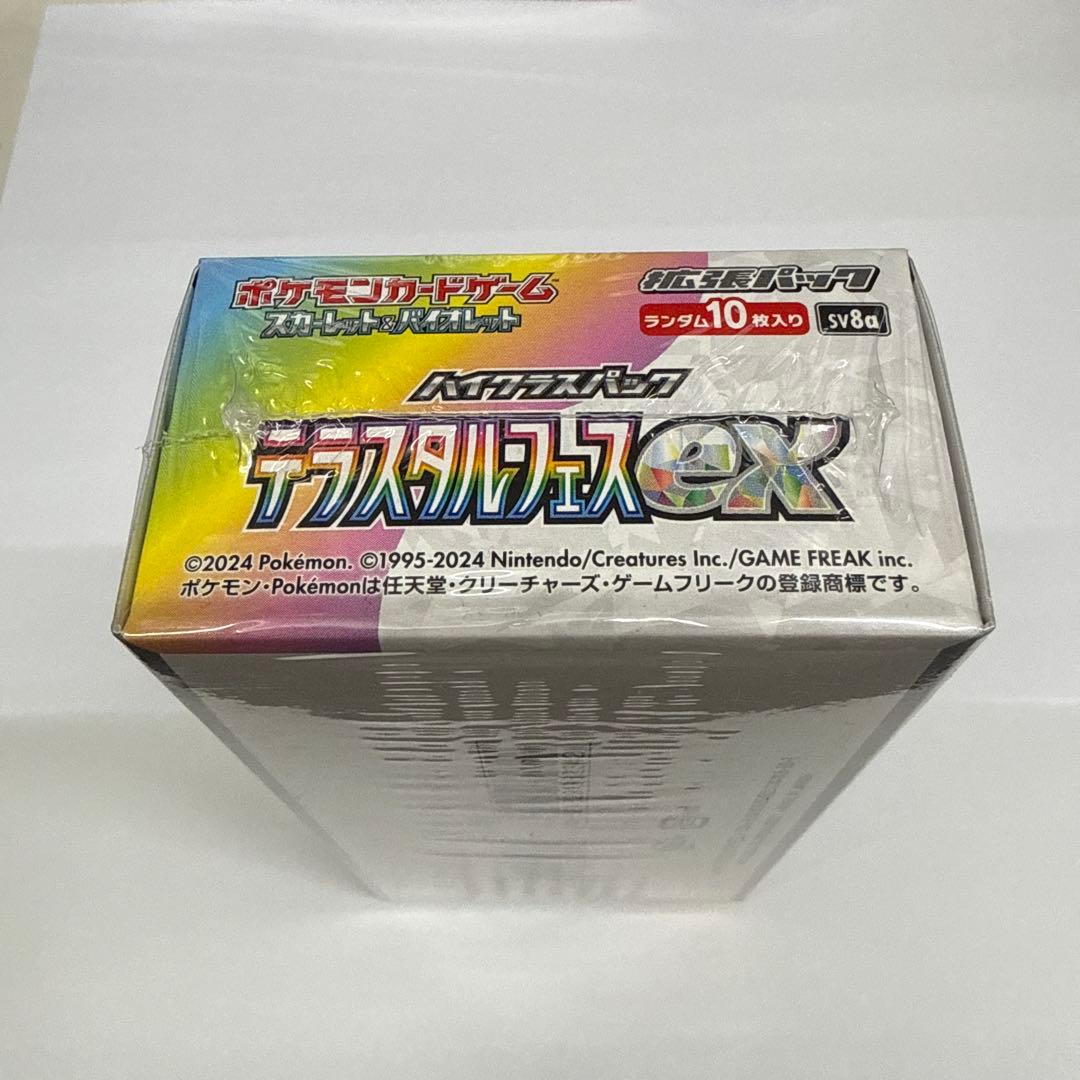 ポケモンカードゲーム™
スカーレット&バイオレット
拡張パック
ランダム10枚入り SV8a
ハイクラスパック
テラスタルフェスex
©2024 Pokémon. ©1995-2024 Nintendo/Creatures Inc./GAME FREAK inc.
ポケモン・Pokémonは任天堂・クリーチャーズ・ゲームフリークの登録商標です。